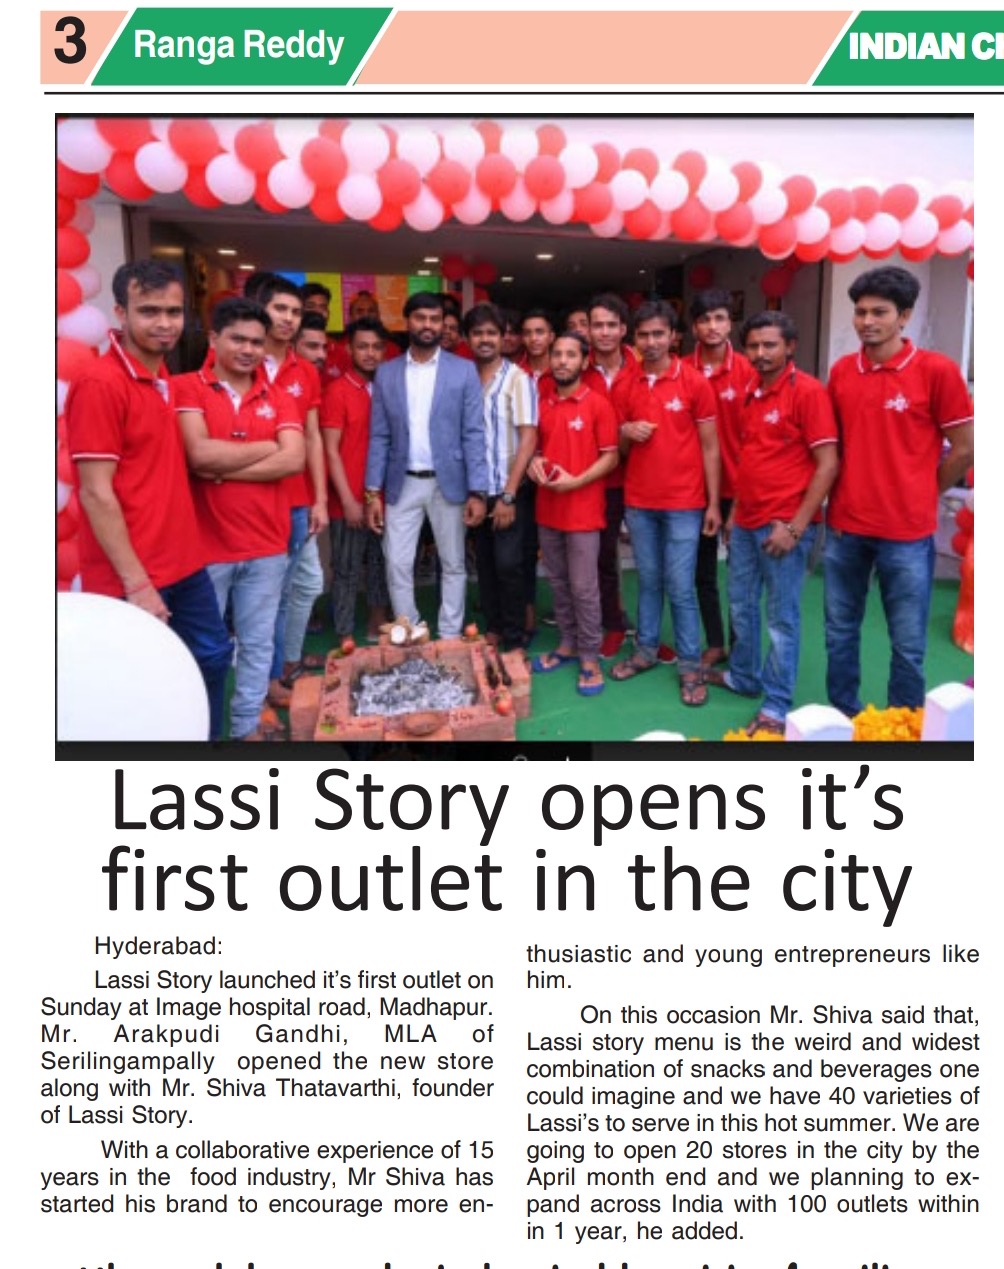 3
Ranga Reddy
Lassi Story opens it’s
first outlet in the city
Hyderabad:
Lassi Story launched it’s first outlet on
Sunday at Image hospital road, Madhapur.
Mr. Arakpudi Gandhi, MLA of
Serilingampally opened the new store
along with Mr. Shiva Thatavarthi, founder
of Lassi Story.
With a collaborative experience of 15
years in the food industry, Mr Shiva has
started his brand to encourage more en-
thusiastic and young entrepreneurs like
him.
On this occasion Mr. Shiva said that,
Lassi story menu is the weird and widest
combination of snacks and beverages one
could imagine and we have 40 varieties of
Lassi’s to serve in this hot summer. We are
going to open 20 stores in the city by the
April month end and we planning to ex-
pand across India with 100 outlets within
in 1 year, he added.
INDIAN